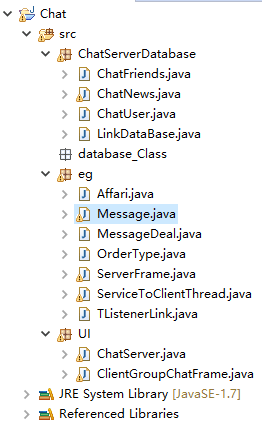 Chat
src
ChatServerDatabase
ChatFriends.java
ChatNews.java
ChatUser.java
LinkDataBase.java
database_Class
eg
Affari.java
Message.java
MessageDeal.java
OrderType.java
ServerFrame.java
ServiceToClientThread.java
TListenerLink.java
UI
ChatServer.java
ClientGroupChatFrame.java
JRE System Library [JavaSE-1.7]
Referenced Libraries